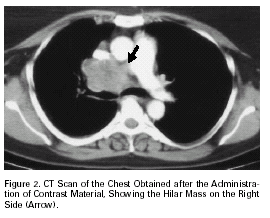 Figure 2. CT Scan of the Chest Obtained after the Administra-
tion of Contrast Material, Showing the Hilar Mass on the Right
Side (Arrow).